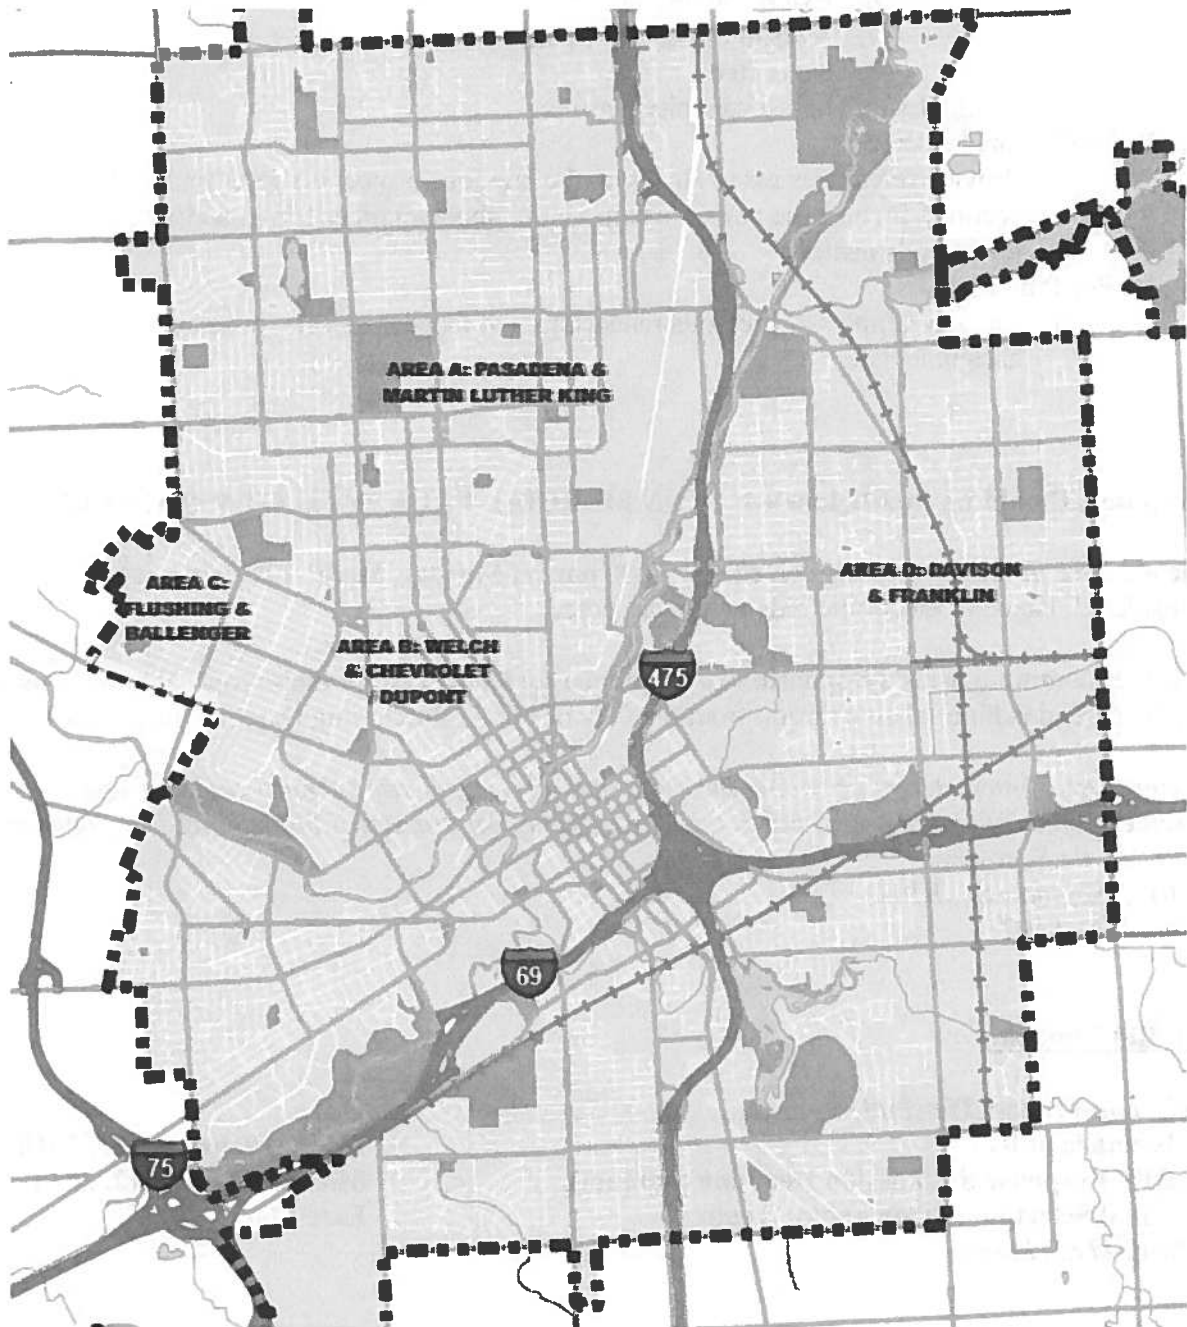 AREA A: PASADENA &
MARTIN LUTHER KING
AREA C:
FLUSHING &
BALLENGER
AREA D: DAVISON
& FRANKLIN
AREA B: WELCH
& CHEVROLET
DUPONT
475
69
75